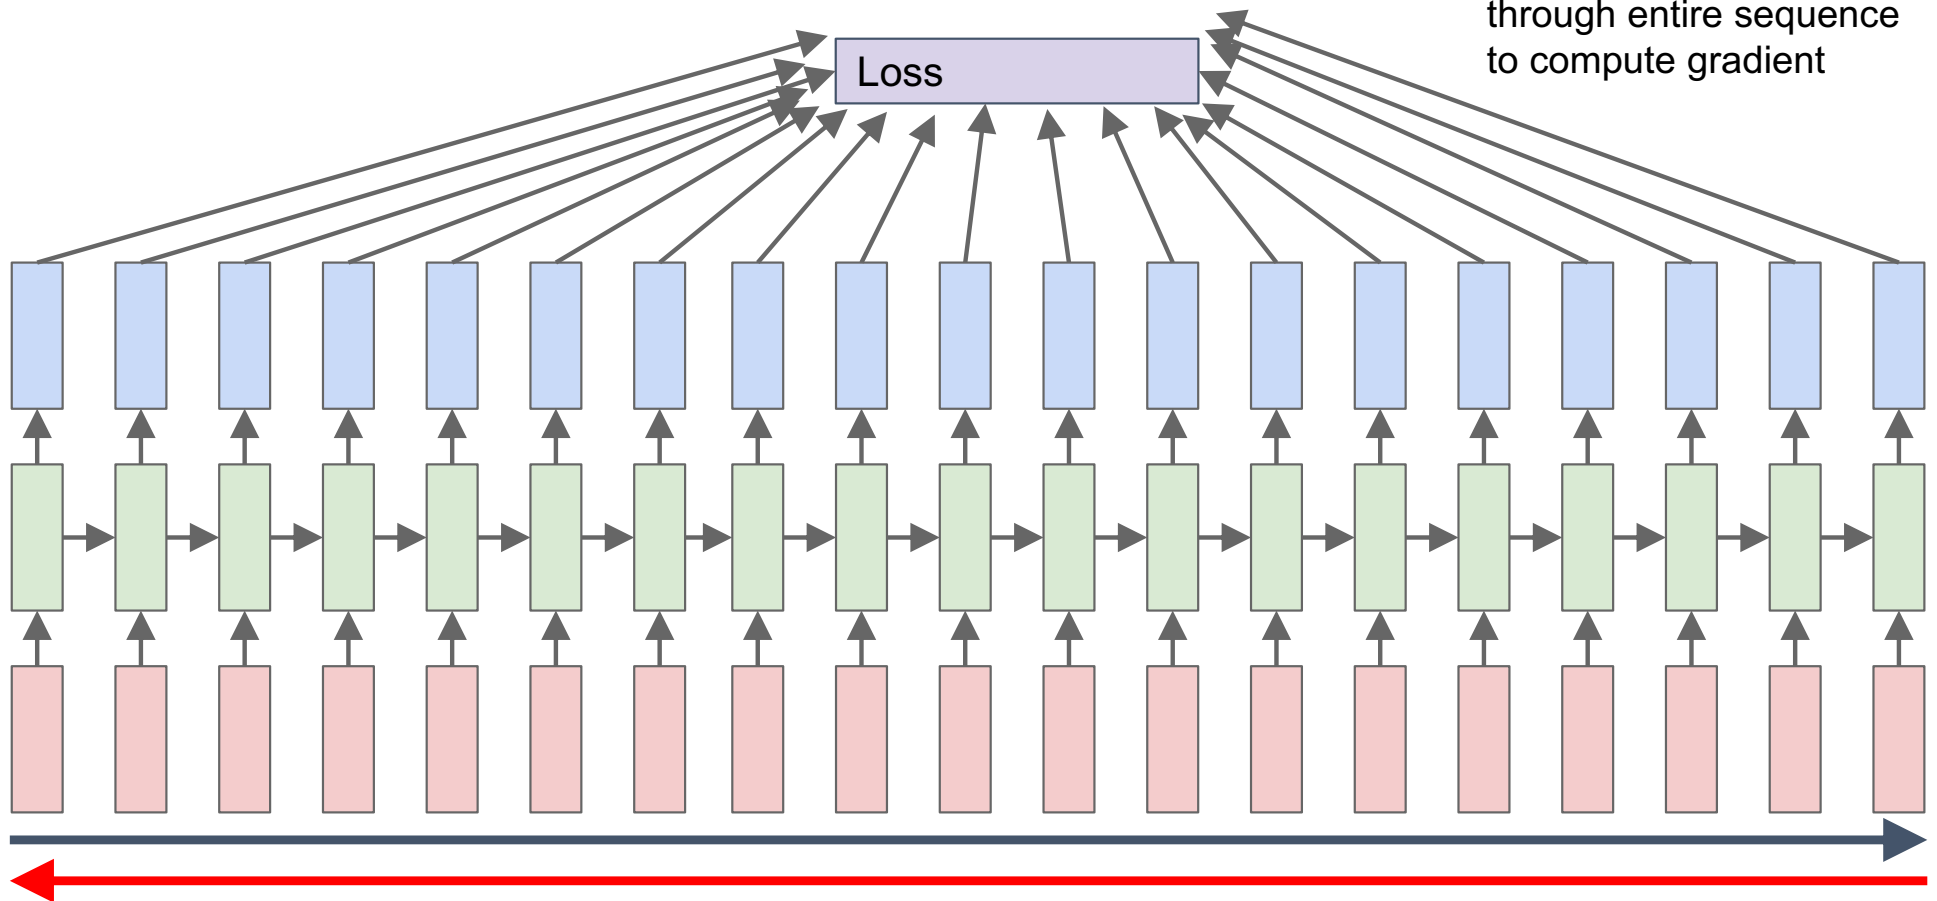 through entire sequence
to compute gradient
Loss